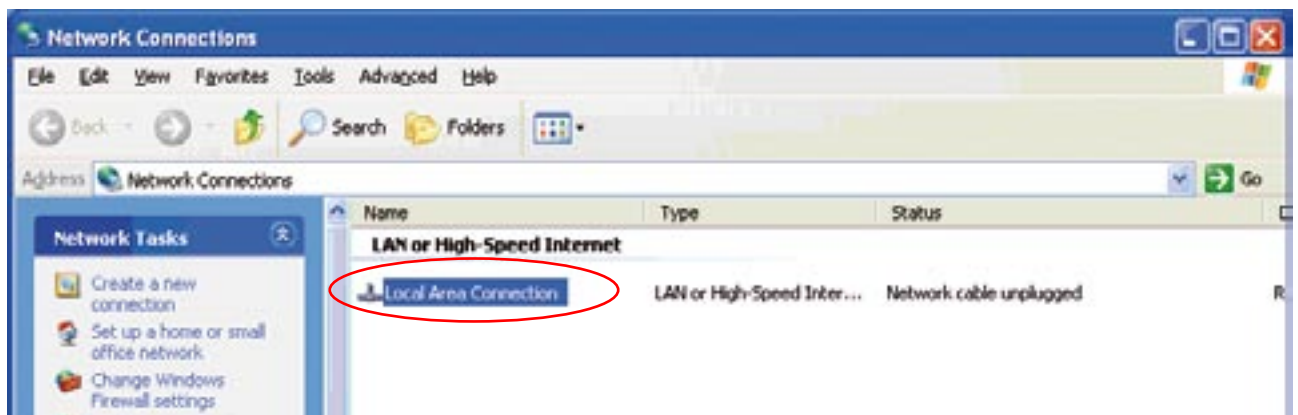 Network Connections
File Edit View Favorites Tools Advanced Help
Back Search Folders
Address Network Connections Go
Network Tasks
Create a new
connection
Set up a home or small
office network
Change Windows
Firewall settings
Name Type Status
LAN or High-Speed Internet
Local Area Connection LAN or High-Speed Inter... Network cable unplugged R